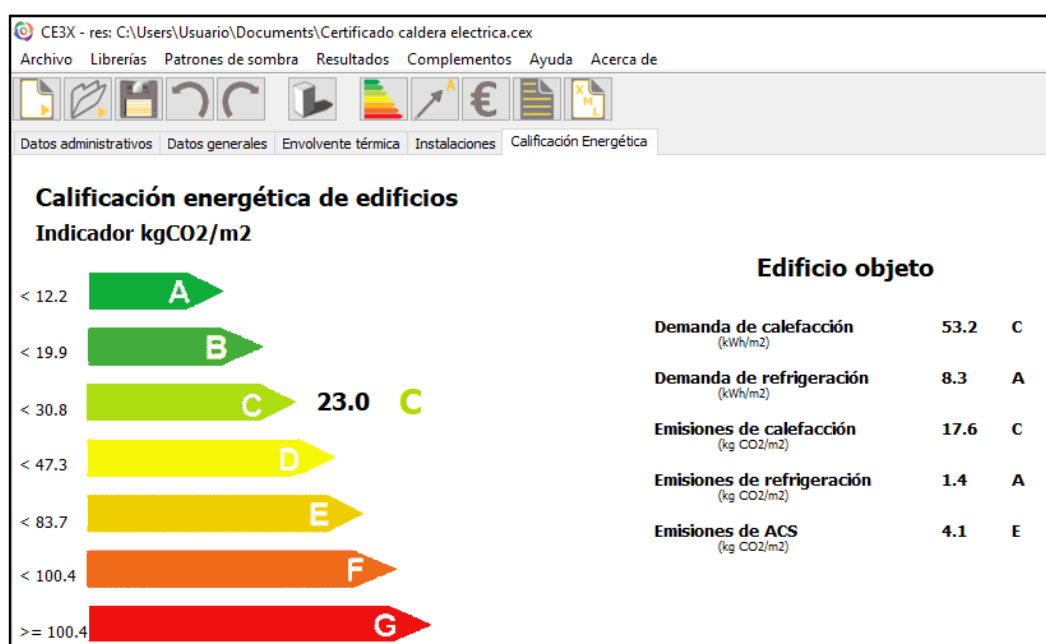 CE3X - res: C:\Users\Usuario\Documents\Certificado caldera electrica.cex
Archivo Librerías Patrones de sombra Resultados Complementos Ayuda Acerca de
A
€
X M L
Datos administrativos Datos generales Envolvente térmica Instalaciones Calificación Energética
Calificación energética de edificios
Indicador kgCO2/m2
< 12.2 A
< 19.9 B
< 30.8 C 23.0 C
< 47.3 D
< 83.7 E
< 100.4 F
>= 100.4 G
Edificio objeto
Demanda de calefacción 53.2 C
(kWh/m2)
Demanda de refrigeración 8.3 A
(kWh/m2)
Emisiones de calefacción 17.6 C
(kg CO2/m2)
Emisiones de refrigeración 1.4 A
(kg CO2/m2)
Emisiones de ACS 4.1 E
(kg CO2/m2)